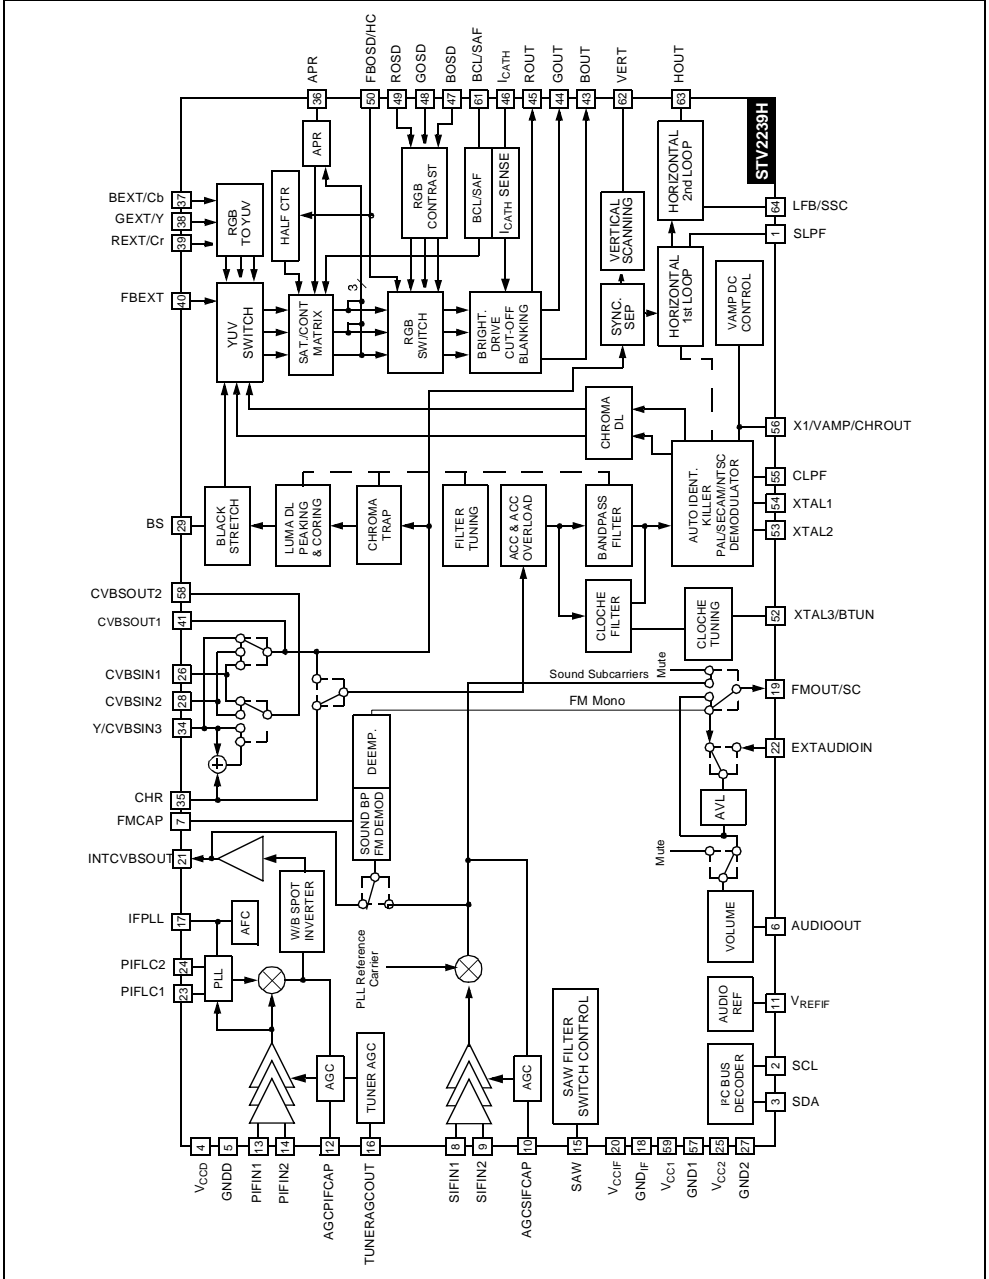 APR
FBOSD/HC
ROSD
GOSD
BOSD
BCL/SAF
ICATH
ROUT
GOUT
BOUT
VERT
HOUT
36
50
49
48
47
61
46
45
44
43
62
63
STV2239H
BEXT/Cb
37
GEXT/Y
38
REXT/Cr
39
FBEXT
40
RGB
TO YUV
HALF CTR
APR
RGB
CONTRAST
BCL/SAF
ICATH SENSE
VERTICAL
SCANNING
HORIZONTAL
2nd LOOP
64
LFB/SSC
1
SLPF
YUV
SWITCH
SAT./CONT
MATRIX
3
RGB
SWITCH
BRIGHT.
DRIVE
CUT-OFF
BLANKING
SYNC.
SEP
HORIZONTAL
1st LOOP
VAMP DC
CONTROL
CHROMA
DL
56
X1/VAMP/CHROUT
55
CLPF
54
XTAL1
53
XTAL2
BS
29
BLACK
STRETCH
LUMA DL
PEAKING
& CORING
CHROMA
TRAP
FILTER
TUNING
ACC & ACC
OVERLOAD
BANDPASS
FILTER
AUTO IDENT.
KILLER
PAL/SECAM/NTSC
DEMODULATOR
CVBSOUT2
58
CVBSOUT1
41
CLOCHE
FILTER
CLOCHE
TUNING
52
XTAL3/BTUN
CVBSIN1
26
CVBSIN2
28
Y/CVBSIN3
34
Sound Subcarriers
Mute
FM Mono
19
FMOUT/SC
22
EXTAUDIOIN
CHR
35
FMCAP
7
DEEMP.
SOUND BP
FM DEMOD
AVL
INTCVBSOUT
21
Mute
W/B SPOT
INVERTER
IFPLL
17
AFC
VOLUME
6
AUDIOOUT
PIFLC2
24
PIFLC1
23
PLL
PLL Reference
Carrier
AUDIO
REF
11
VREFIF
AGC
TUNER AGC
AGC
SAW FILTER
SWITCH CONTROL
I²C BUS
DECODER
2
SCL
3
SDA
4
5
13
14
12
16
8
9
10
15
20
18
59
57
25
27
VCCD
GNDD
PIFIN1
PIFIN2
AGCPIFCAP
TUNERAGCOUT
SIFIN1
SIFIN2
AGCSIFCAP
SAW
VCCIF
GNDIF
VCC1
GND1
VCC2
GND2